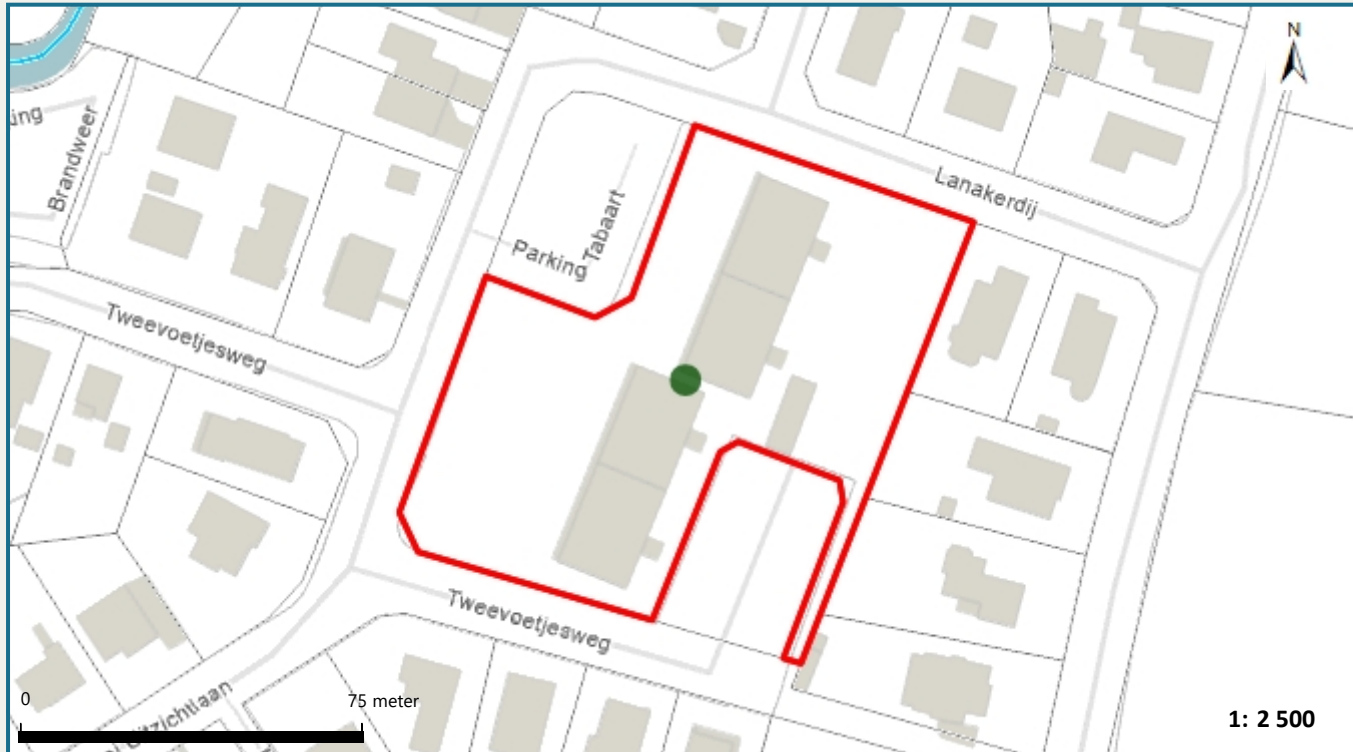 N
Brandweer
Lanakerdij
Tabaart
Parking
Tweevoetjesweg
Tweevoetjesweg
0
75 meter
1: 2 500